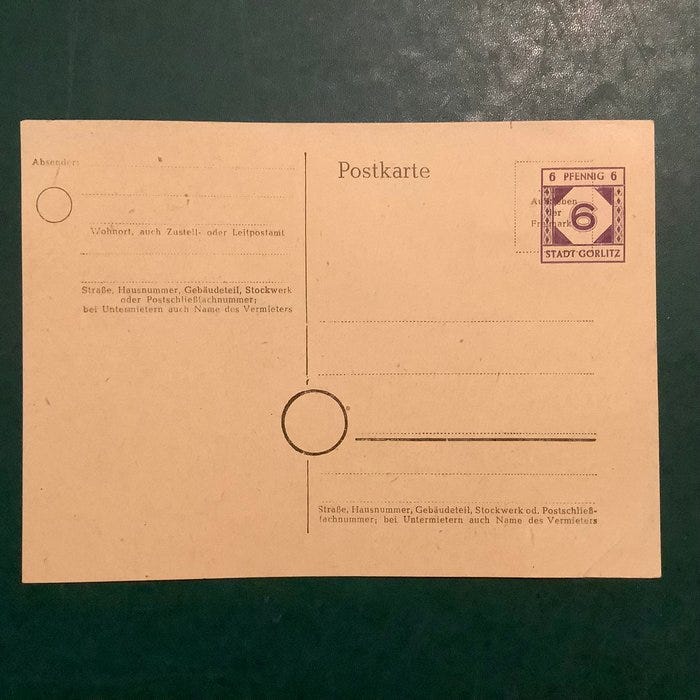 Absender:
Wohnort, auch Zustell- oder Leitpostamt
Straße, Hausnummer, Gebäudeteil, Stockwerk
oder Postschließfachnummer;
bei Untermietern auch Name des Vermieters
Postkarte
6 PFENNIG 6
6
STADT GÖRLITZ
der
Straße, Hausnummer, Gebäudeteil, Stockwerk od. Postschließ-
fachnummer; bei Untermietern auch Name des Vermieters